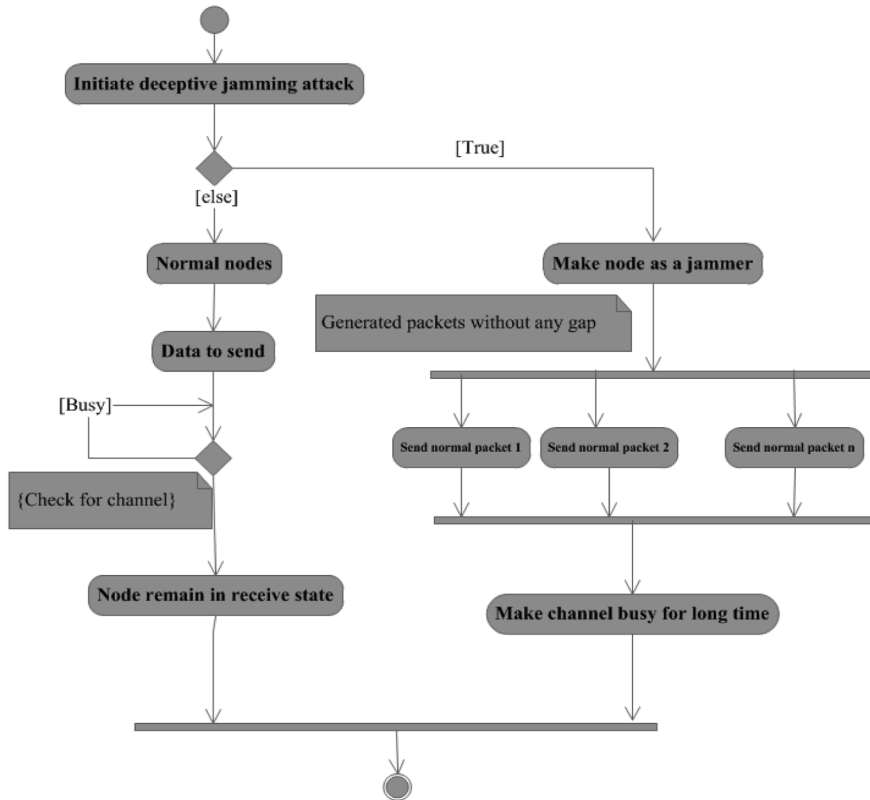 Initiate deceptive jamming attack
[True]
[else]
Normal nodes
Make node as a jammer
Generated packets without any gap
Data to send
[Busy]
Send normal packet 1
Send normal packet 2
Send normal packet n
{Check for channel}
Node remain in receive state
Make channel busy for long time